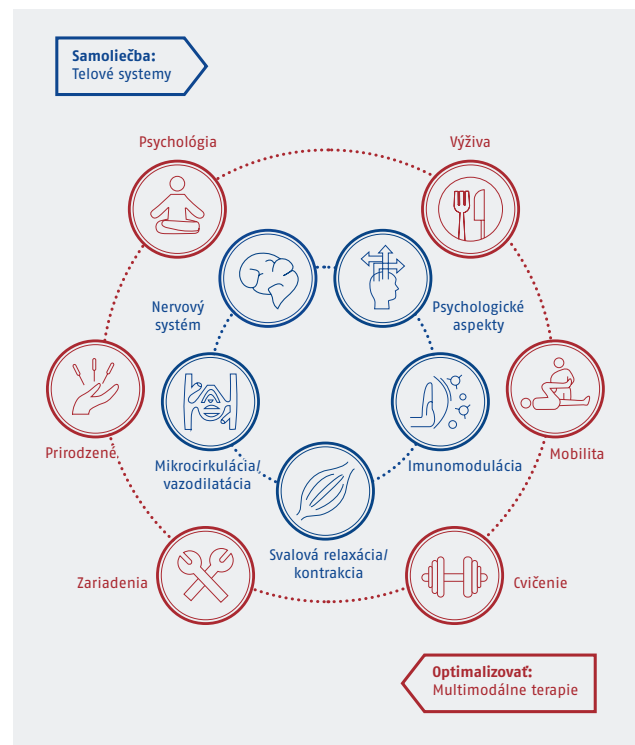 Samoliečba:
Telové systemy
Psychológia
Výživa
Nervový
systém
Psychologické
aspekty
Prirodzené
Mikrocirkulácia/
vazodilatácia
Imunomodulácia
Mobilita
Svalová relaxácia/
kontrakcia
Zariadenia
Cvičenie
Optimalizovať:
Multimodálne terapie